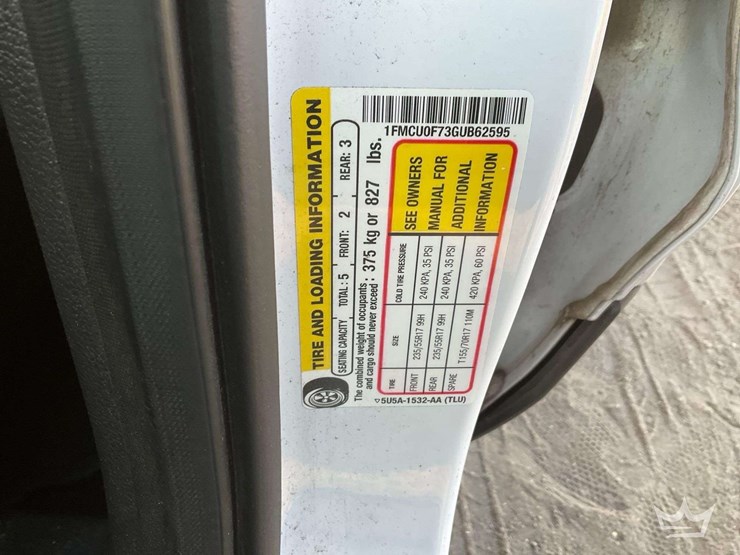 1FMCU0F73GUB62595
TIRE AND LOADING INFORMATION
SEATING CAPACITY TOTAL: 5 FRONT: 2 REAR: 3
The combined weight of occupants
and cargo should never exceed: 375 kg or 827 lbs.
TIRE SIZE COLD TIRE PRESSURE
FRONT 235/55R17 99H 240 KPA, 35 PSI
REAR 235/55R17 99H 240 KPA, 35 PSI
SPARE T155/70R17 110M 420 KPA, 60 PSI
SEE OWNERS
MANUAL FOR
ADDITIONAL
INFORMATION
5U5A-1532-AA (TLU)